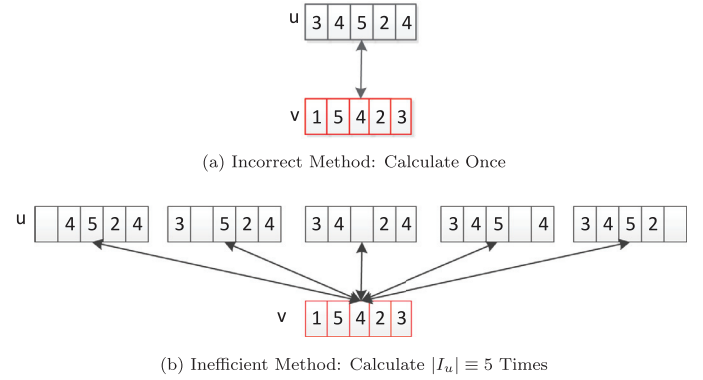 u 3 4 5 2 4
v 1 5 4 2 3
(a) Incorrect Method: Calculate Once
u 4 5 2 4 3 5 2 4 3 4 2 4 3 4 5 4 3 4 5 2
v 1 5 4 2 3
(b) Inefficient Method: Calculate |I_u| ≡ 5 Times